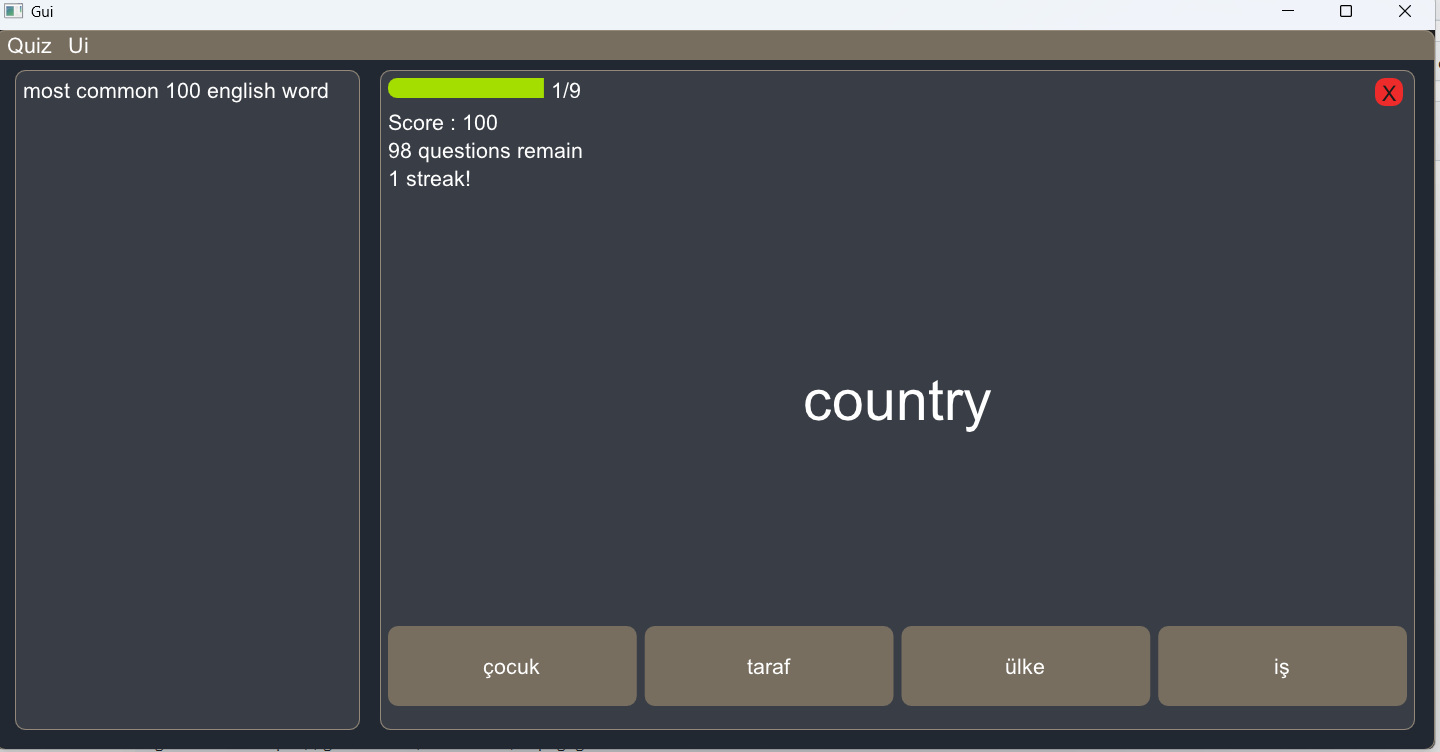 Gui
Quiz Ui
most common 100 english word
1/9
X
Score : 100
98 questions remain
1 streak!
country
çocuk
taraf
ülke
iş